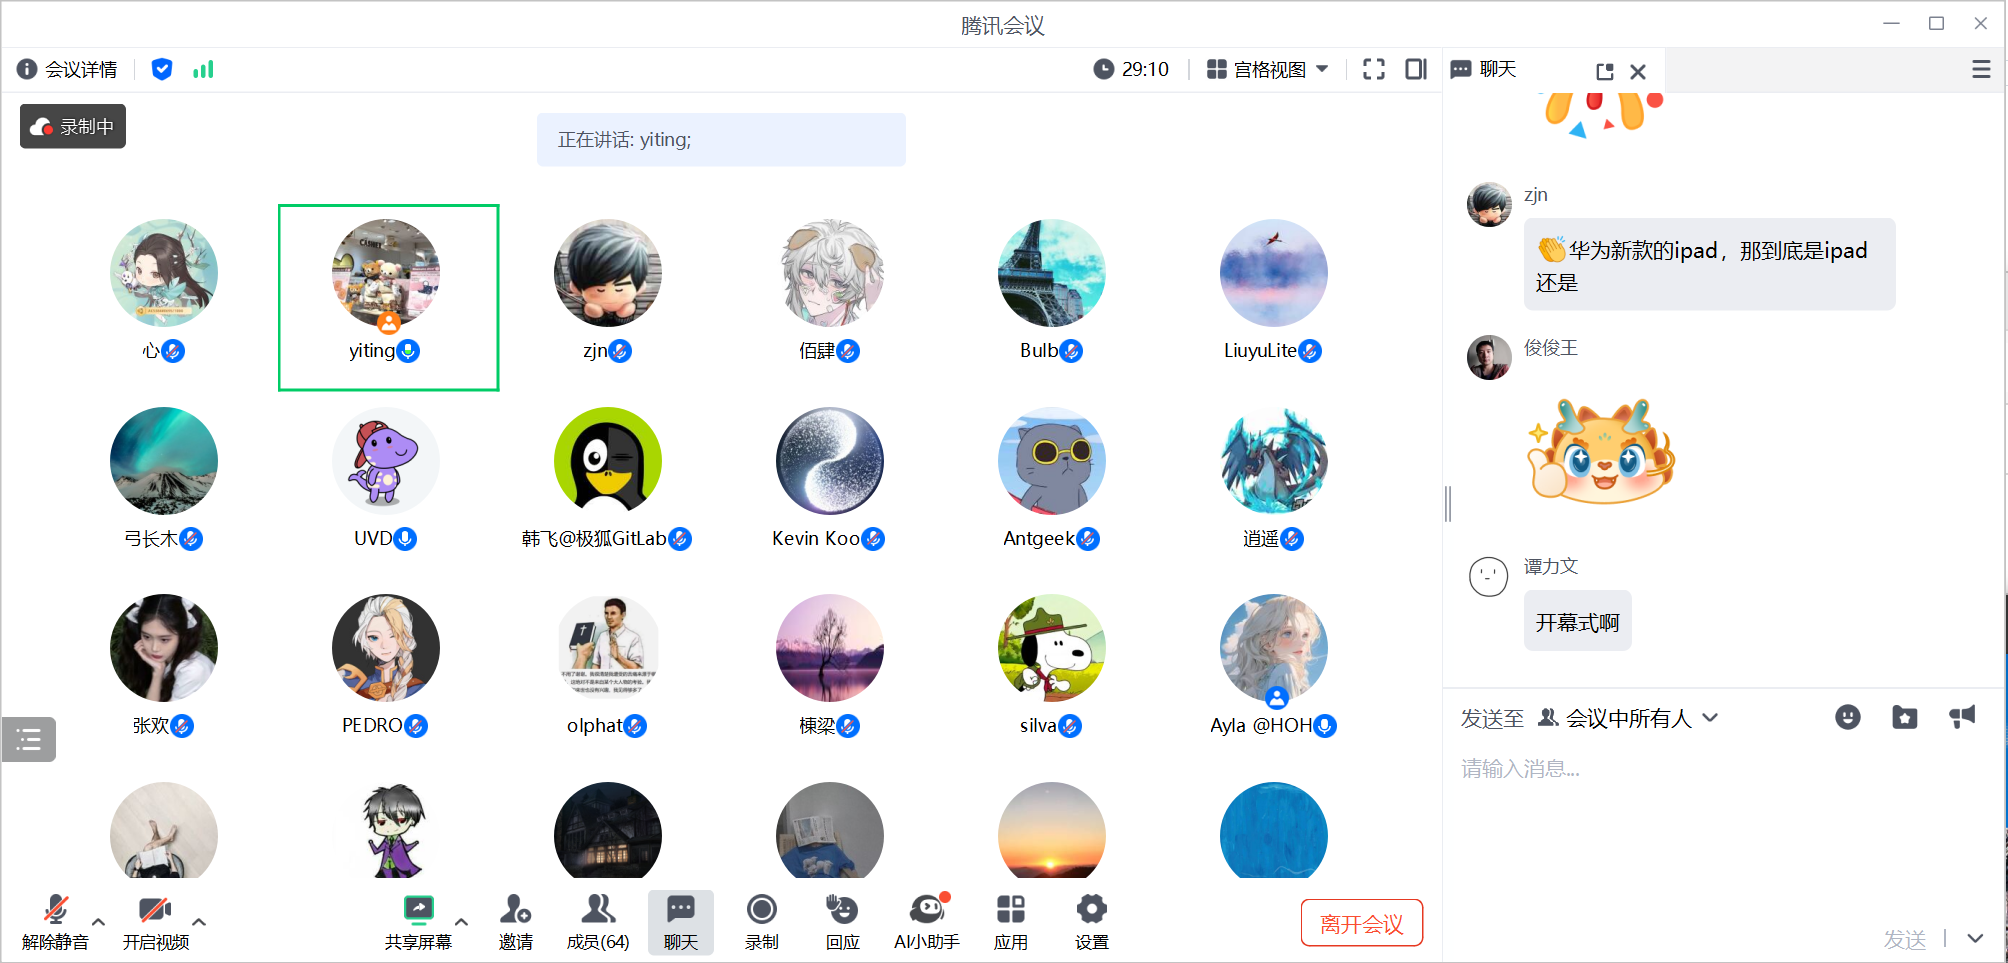 腾讯会议
会议详情
29:10
宫格视图
聊天
录制中
正在讲话: yiting;
心
yiting
zjn
佰肆
Bulb
LiuyuLite
弓长木
UVD
韩飞@极狐GitLab
Kevin Koo
Antgeek
逍遥
张欢
PEDRO
olphat
棟梁
silva
Ayla @HOH
解除静音
开启视频
共享屏幕
邀请
成员(64)
聊天
录制
回应
AI小助手
应用
设置
离开会议
zjn
👏华为新款的ipad，那到底是ipad
还是
俊俊王
谭力文
开幕式啊
发送至 会议中所有人
请输入消息...
发送